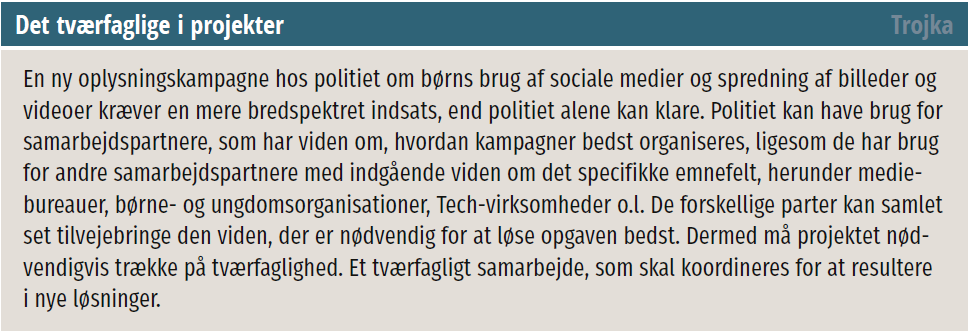 Det tværfaglige i projekter Trojka
En ny oplysningskampagne hos politiet om børns brug af sociale medier og spredning af billeder og
videoer kræver en mere bredspektret indsats, end politiet alene kan klare. Politiet kan have brug for
samarbejdspartnere, som har viden om, hvordan kampagner bedst organiseres, ligesom de har brug
for andre samarbejdspartnere med indgående viden om det specifikke emnefelt, herunder medie-
bureauer, børne- og ungdomsorganisationer, Tech-virksomheder o.l. De forskellige parter kan samlet
set tilvejebringe den viden, der er nødvendig for at løse opgaven bedst. Dermed må projektet nød-
vendigvis trække på tværfaglighed. Et tværfagligt samarbejde, som skal koordineres for at resultere
i nye løsninger.